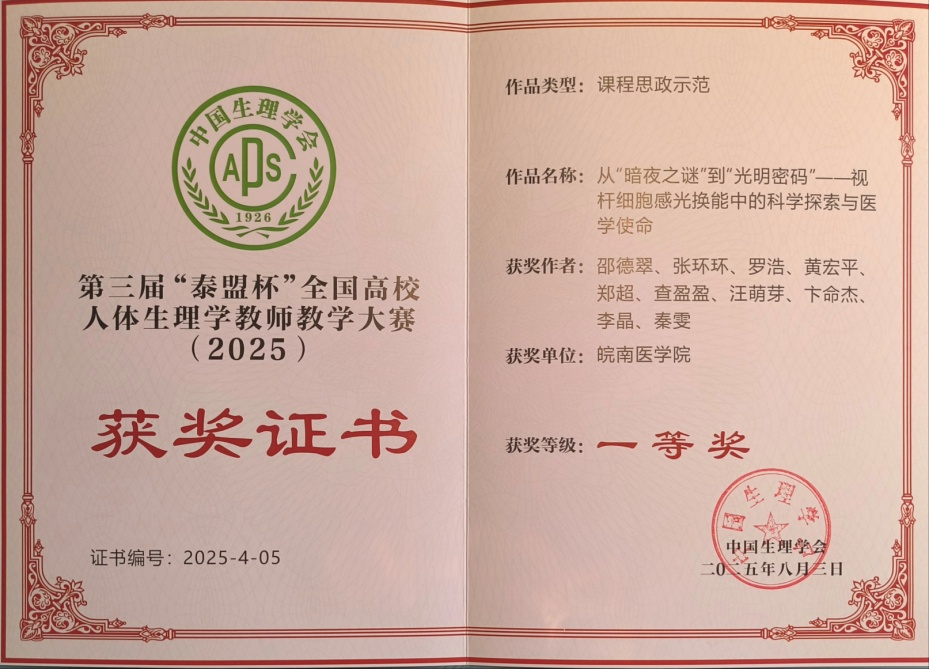 中国生理学会
CAPS
1926
第三届“泰盟杯”全国高校
人体生理学教师教学大赛
（2025）
获奖证书
证书编号：2025-4-05
作品类型：课程思政示范
作品名称：从“暗夜之谜”到“光明密码”——视
杆细胞感光换能中的科学探索与医
学使命
获奖作者：邵德翠、张环环、罗浩、黄宏平、
郑超、查盈盈、汪萌芽、卞命杰、
李晶、秦雯
获奖单位：皖南医学院
获奖等级：一等奖
中国生理学会
中国生理学会
二〇二五年八月三日